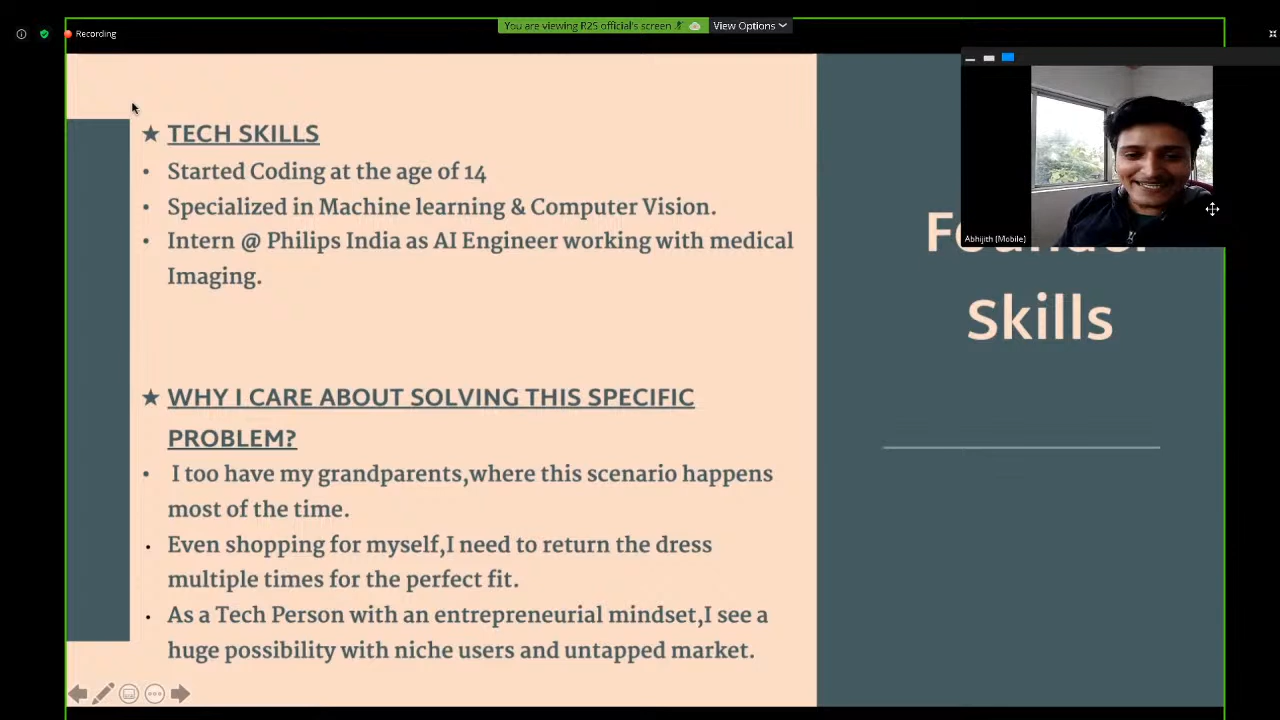 Recording
You are viewing R2S official's screen
View Options
★ TECH SKILLS
• Started Coding at the age of 14
• Specialized in Machine learning & Computer Vision.
• Intern @ Philips India as AI Engineer working with medical
Imaging.
★ WHY I CARE ABOUT SOLVING THIS SPECIFIC
PROBLEM?
• I too have my grandparents,where this scenario happens
most of the time.
• Even shopping for myself,I need to return the dress
multiple times for the perfect fit.
• As a Tech Person with an entrepreneurial mindset,I see a
huge possibility with niche users and untapped market.
Abhijith [Mobile]
Founder
Skills